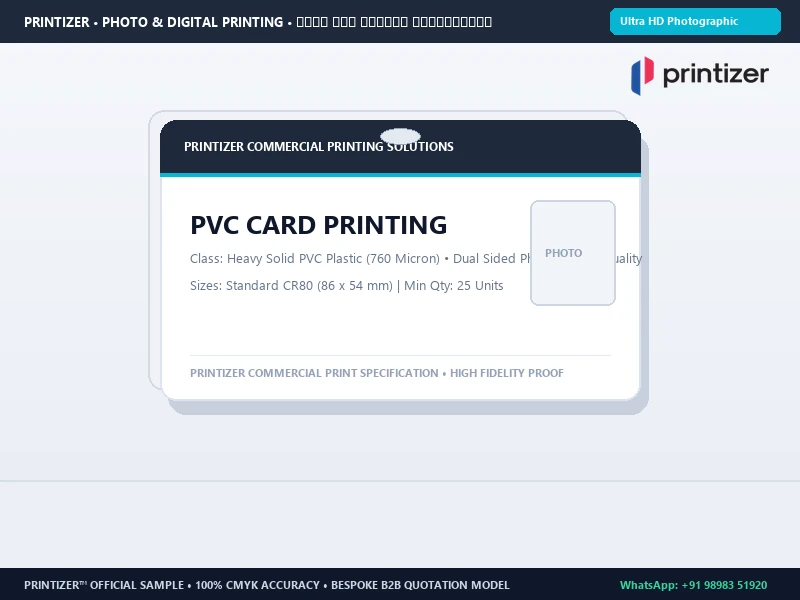 PRINTIZER • PHOTO & DIGITAL PRINTING •
Ultra HD Photographic
printizer
PRINTIZER COMMERCIAL PRINTING SOLUTIONS
PVC CARD PRINTING
Class: Heavy Solid PVC Plastic (760 Micron) • Dual Sided
PHOTO
Sizes: Standard CR80 (86 x 54 mm) | Min Qty: 25 Units
PRINTIZER COMMERCIAL PRINT SPECIFICATION • HIGH FIDELITY PROOF
PRINTIZER™ OFFICIAL SAMPLE • 100% CMYK ACCURACY • BESPOKE B2B QUOTATION MODEL
WhatsApp: +91 98983 51920